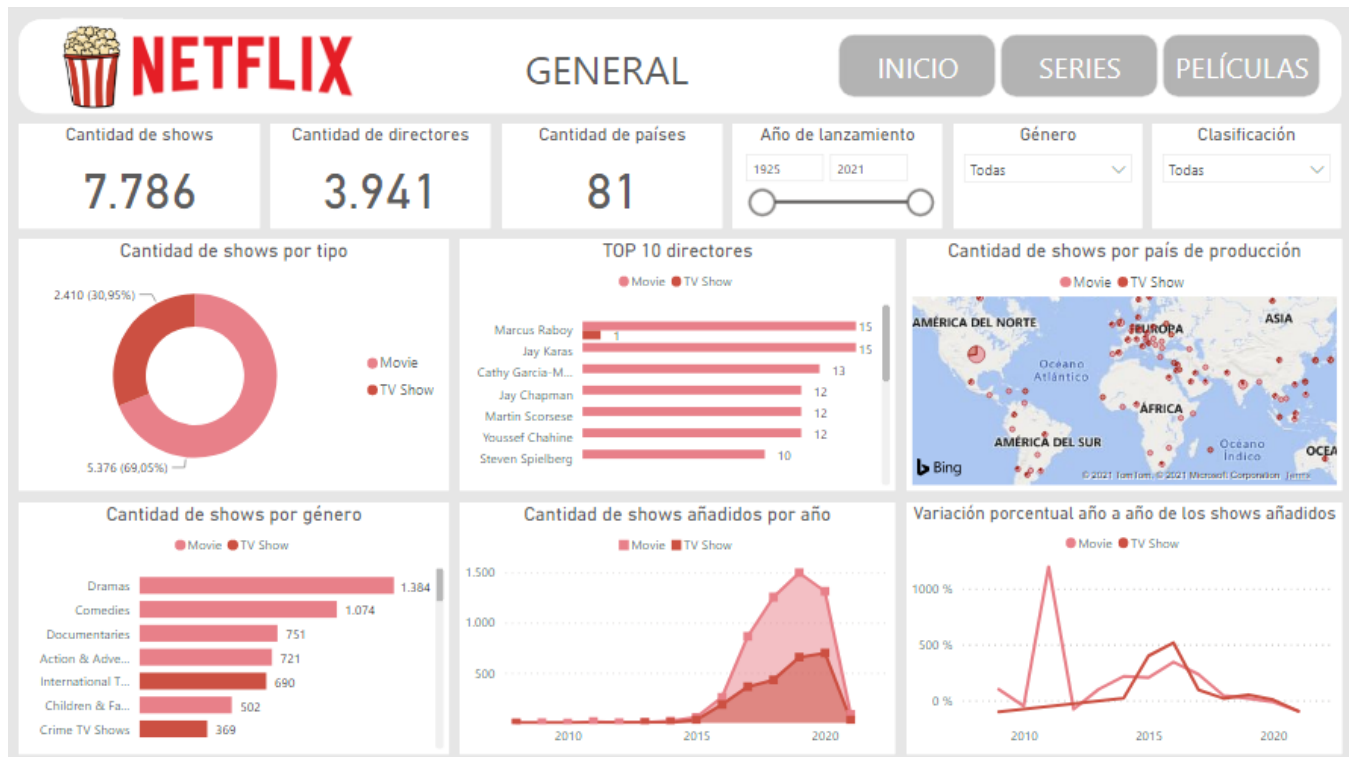 NETFLIX
GENERAL
INICIO
SERIES
PELÍCULAS
Cantidad de shows
7.786
Cantidad de directores
3.941
Cantidad de países
81
Año de lanzamiento
1925
2021
Género
Todas
Clasificación
Todas
Cantidad de shows por tipo
2.410 (30,95%)
5.376 (69,05%)
Movie
TV Show
TOP 10 directores
Movie TV Show
Marcus Raboy 15
1
Jay Karas 15
Cathy Garcia-M... 13
Jay Chapman 12
Martin Scorsese 12
Youssef Chahine 12
Steven Spielberg 10
Cantidad de shows por país de producción
Movie TV Show
AMÉRICA DEL NORTE
EUROPA
ASIA
Océano
Atlántico
ÁFRICA
AMÉRICA DEL SUR
Océano
Índico
OCEA
Bing
© 2021 TomTom, © 2021 Microsoft Corporation Terms
Cantidad de shows por género
Movie TV Show
Dramas 1.384
Comedies 1.074
Documentaries 751
Action & Adve... 721
International T... 690
Children & Fa... 502
Crime TV Shows 369
Cantidad de shows añadidos por año
Movie TV Show
1.500
1.000
500
2010 2015 2020
Variación porcentual año a año de los shows añadidos
Movie TV Show
1000 %
500 %
0 %
2010 2015 2020